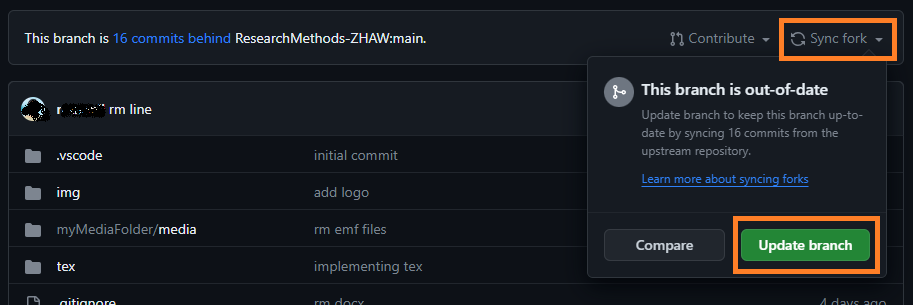 This branch is 16 commits behind ResearchMethods-ZHAW:main.
Contribute
Sync fork
This branch is out-of-date
Update branch to keep this branch up-to-
date by syncing 16 commits from the
upstream repository.
Learn more about syncing forks
Compare
Update branch
rm line
.vscode
initial commit
img
add logo
myMediaFolder/media
rm emf files
tex
implementing tex
.gitignore
rm docx
4 days ago